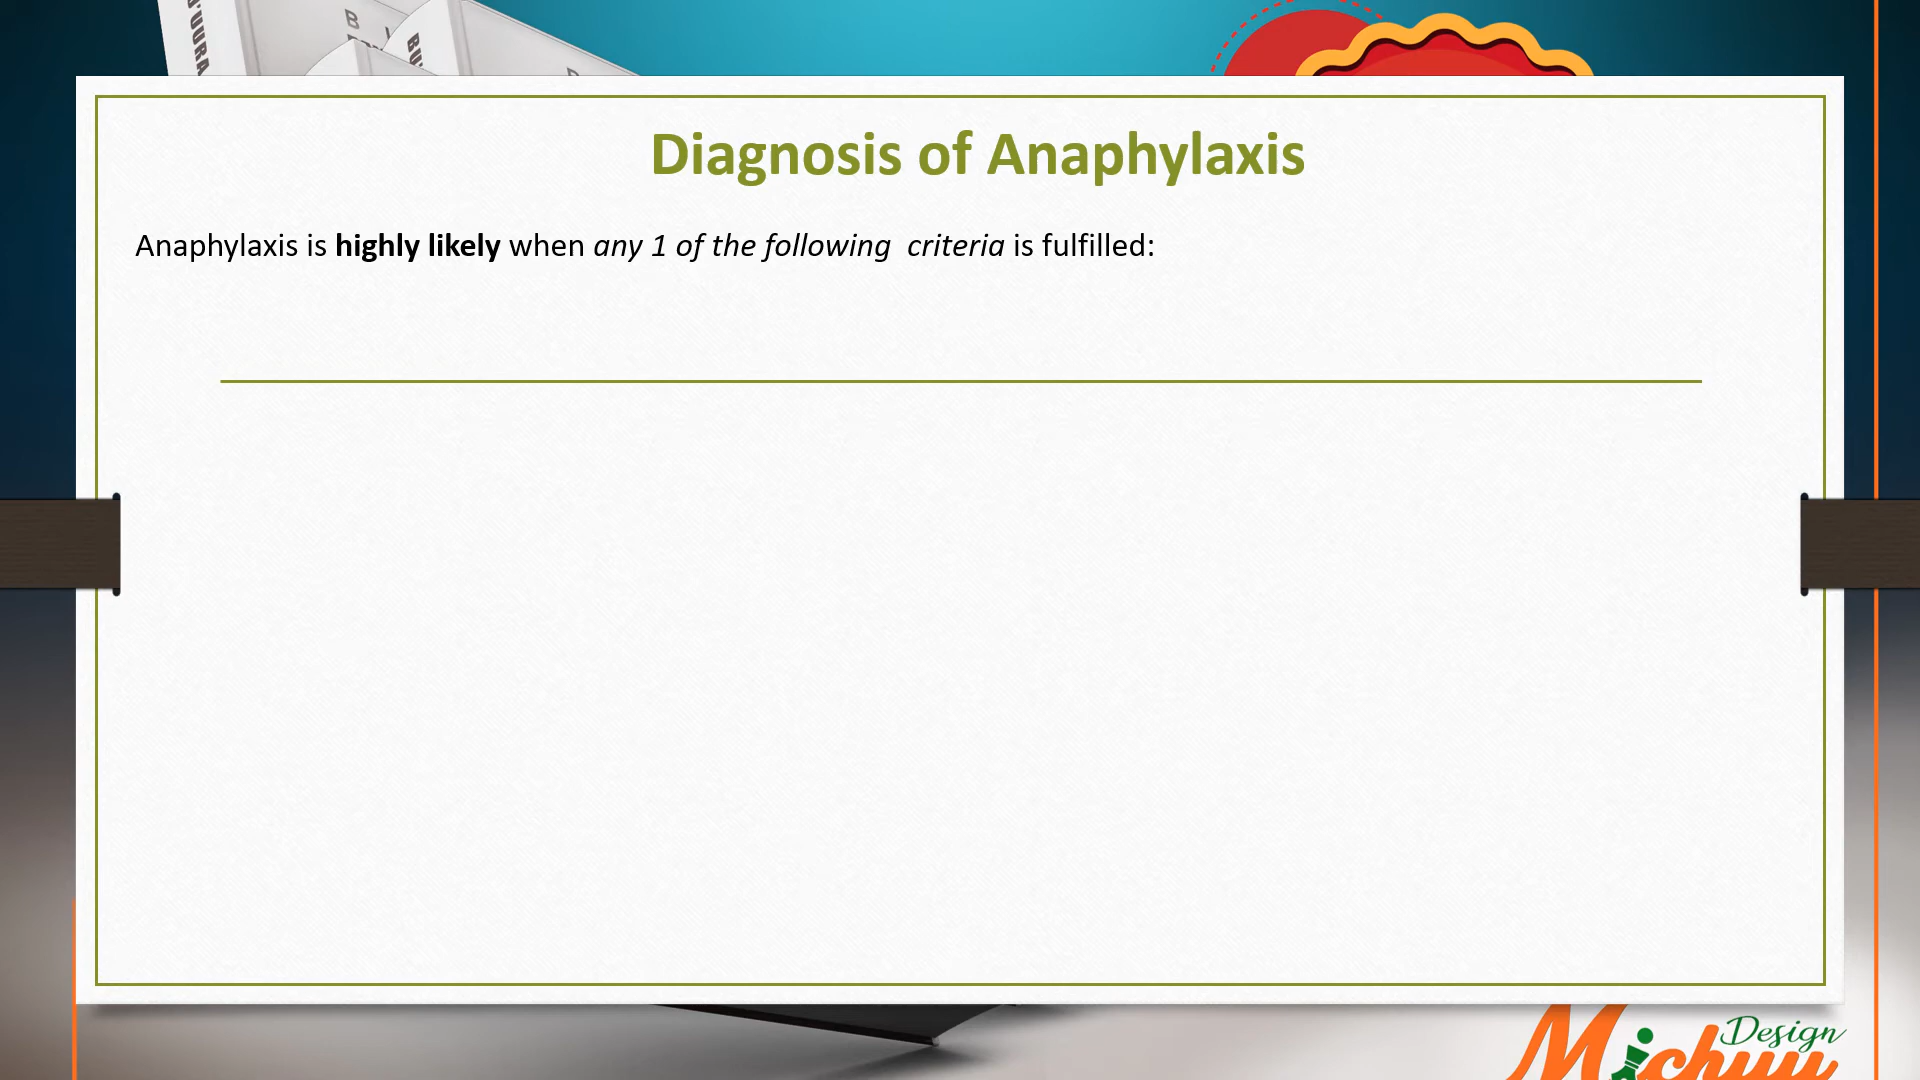 Diagnosis of Anaphylaxis
Anaphylaxis is highly likely when any 1 of the following  criteria is fulfilled:
Design